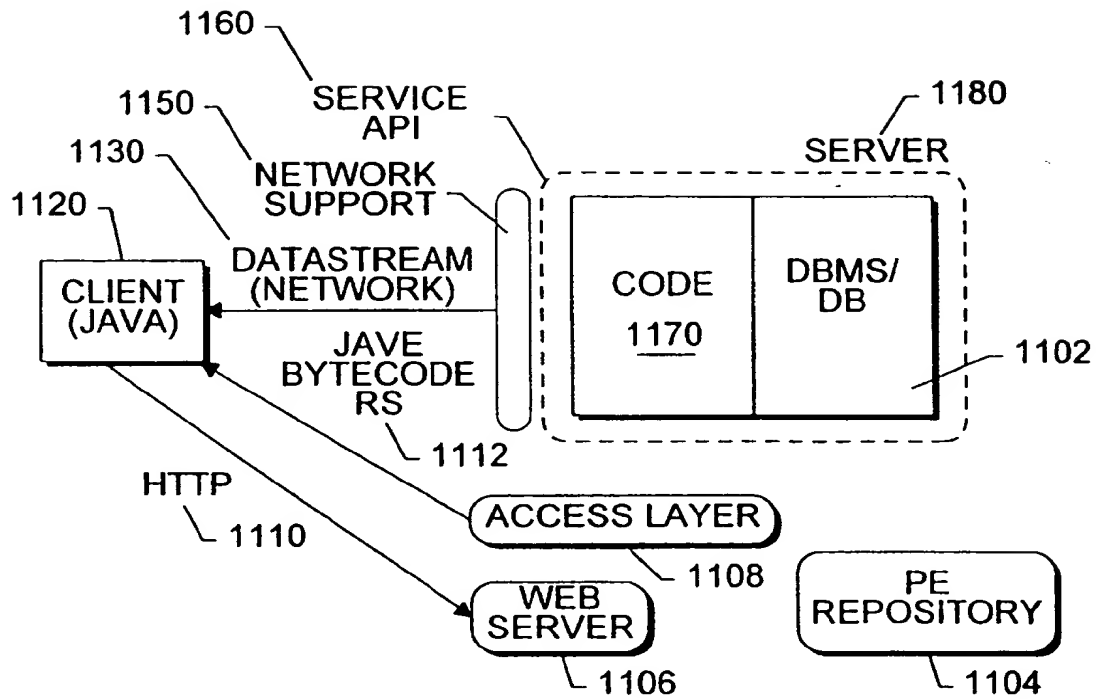 1160
SERVICE
API
1150
1180
SERVER
1130
NETWORK
SUPPORT
1120
DATASTREAM
(NETWORK)
CLIENT
(JAVA)
CODE
1170
DBMS/
DB
JAVE
BYTECODE
RS
1102
1112
HTTP
1110
ACCESS LAYER
1108
WEB
SERVER
1106
PE
REPOSITORY
1104